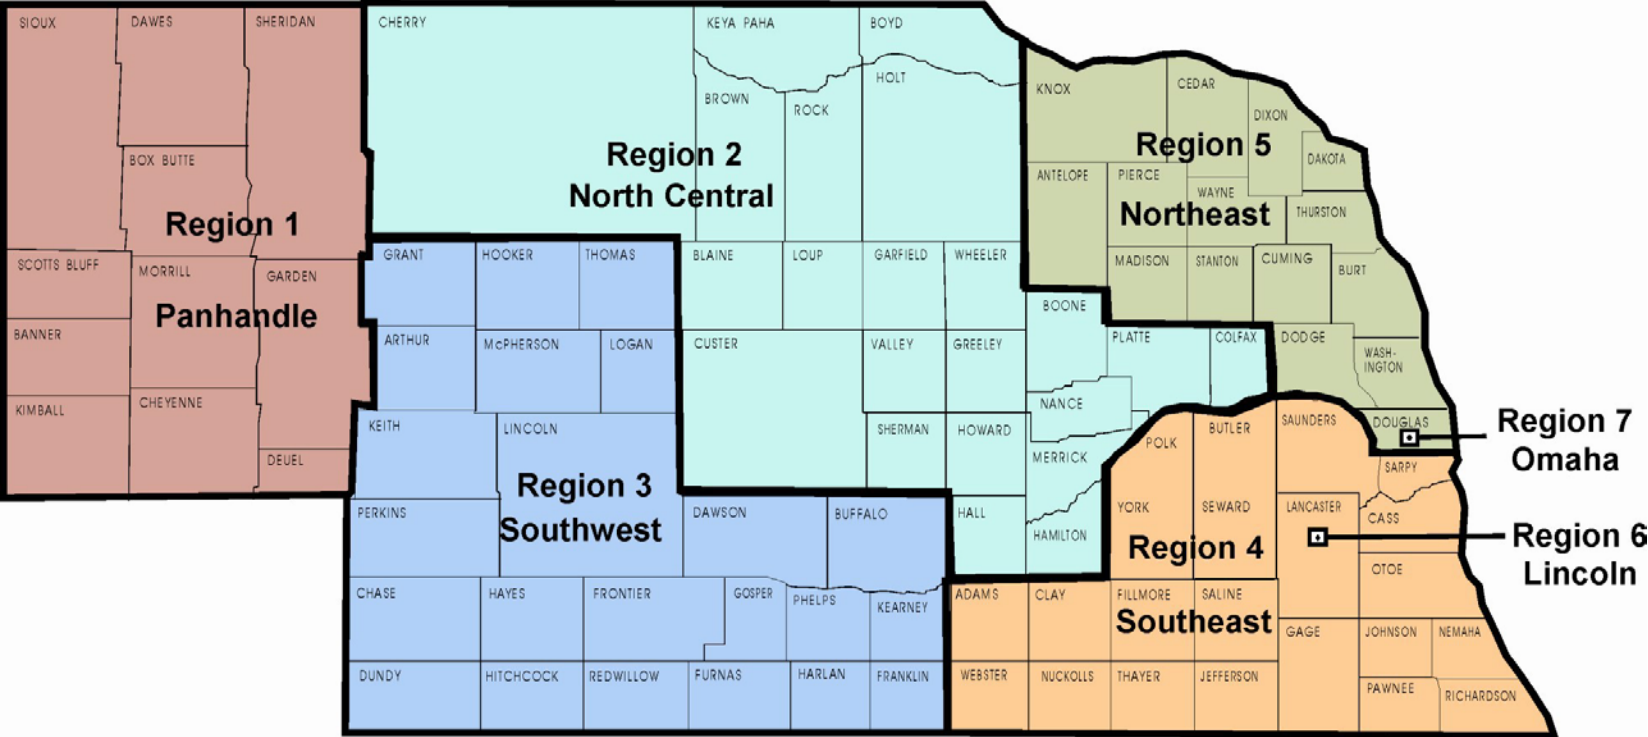 SIOUX
DAWES
SHERIDAN
CHERRY
KEYA PAHA
BOYD
HOLT
KNOX
CEDAR
BROWN
ROCK
DIXON
Region 5
Region 2
North Central
BOX BUTTE
DAKOTA
ANTELOPE
PIERCE
WAYNE
Northeast
THURSTON
Region 1
SCOTTS BLUFF
MORRILL
GARDEN
GRANT
HOOKER
THOMAS
BLAINE
LOUP
GARFIELD
WHEELER
MADISON
STANTON
CUMING
BURT
Panhandle
BOONE
BANNER
ARTHUR
McPHERSON
LOGAN
CUSTER
VALLEY
GREELEY
PLATTE
COLFAX
DODGE
WASH-
INGTON
KIMBALL
CHEYENNE
NANCE
KEITH
LINCOLN
SHERMAN
HOWARD
POLK
BUTLER
SAUNDERS
DOUGLAS
Region 7
Omaha
DEUEL
MERRICK
SARPY
Region 3
Southwest
PERKINS
DAWSON
BUFFALO
HALL
HAMILTON
YORK
SEWARD
LANCASTER
CASS
Region 4
Southeast
Region 6
Lincoln
OTOE
CHASE
HAYES
FRONTIER
GOSPER
PHELPS
KEARNEY
ADAMS
CLAY
FILLMORE
SALINE
GAGE
JOHNSON
NEMAHA
DUNDY
HITCHCOCK
REDWILLOW
FURNAS
HARLAN
FRANKLIN
WEBSTER
NUCKOLLS
THAYER
JEFFERSON
PAWNEE
RICHARDSON